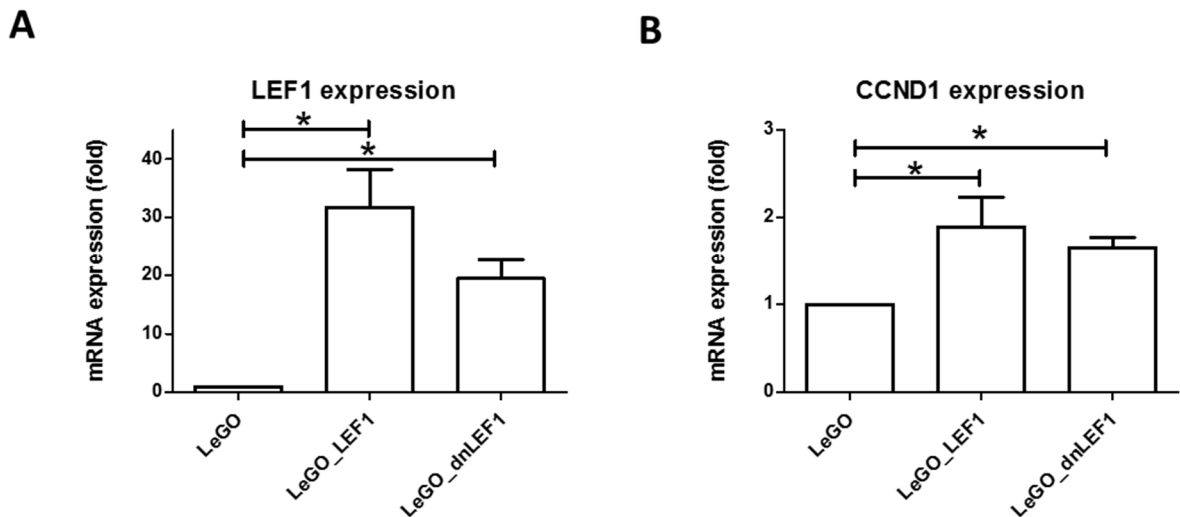 A
LEF1 expression
*
*
mRNA expression (fold)
40
30
20
10
0
LeGO
LeGO_LEF1
LeGO_dnLEF1
B
CCND1 expression
*
*
mRNA expression (fold)
3
2
1
0
LeGO
LeGO_LEF1
LeGO_dnLEF1